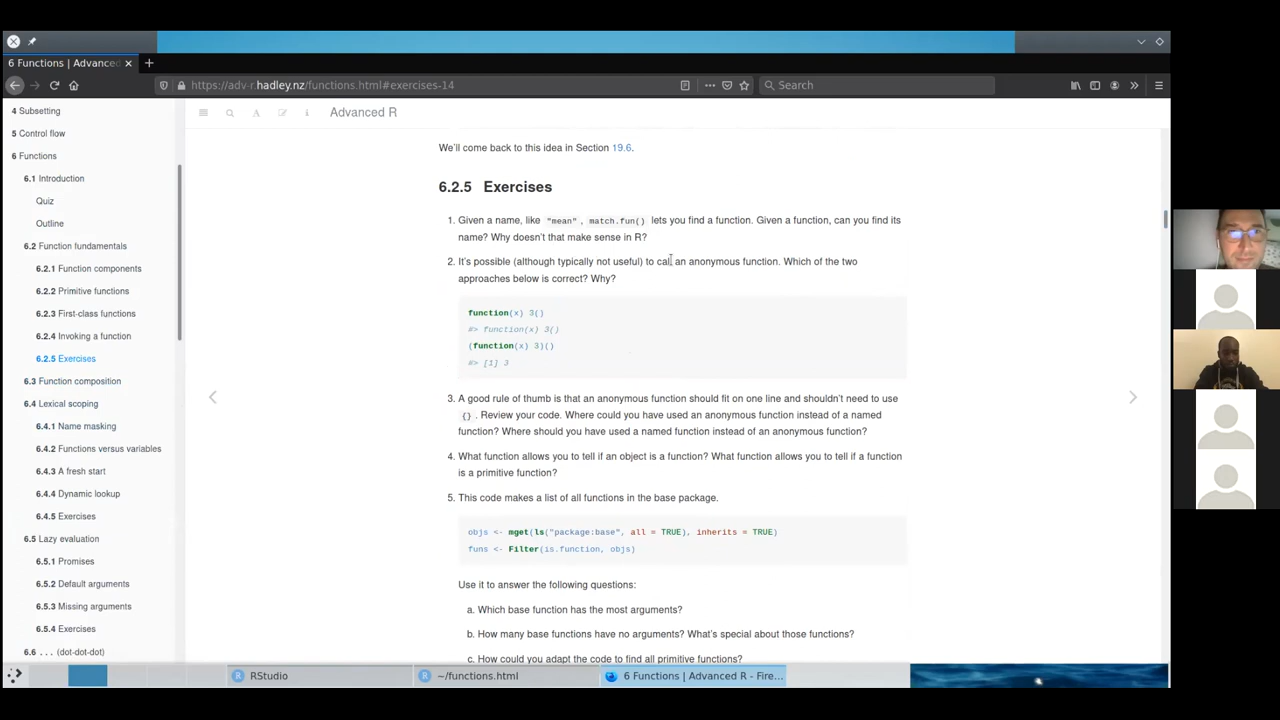 6 Functions | Advanced
https://adv-r.hadley.nz/functions.html#exercises-14
Search
4 Subsetting
5 Control flow
6 Functions
6.1 Introduction
Quiz
Outline
6.2 Function fundamentals
6.2.1 Function components
6.2.2 Primitive functions
6.2.3 First-class functions
6.2.4 Invoking a function
6.2.5 Exercises
6.3 Function composition
6.4 Lexical scoping
6.4.1 Name masking
6.4.2 Functions versus variables
6.4.3 A fresh start
6.4.4 Dynamic lookup
6.4.5 Exercises
6.5 Lazy evaluation
6.5.1 Promises
6.5.2 Default arguments
6.5.3 Missing arguments
6.5.4 Exercises
6.6 ... (dot-dot-dot)
Advanced R
We'll come back to this idea in Section 19.6.
6.2.5 Exercises
1. Given a name, like "mean", match.fun() lets you find a function. Given a function, can you find its
name? Why doesn't that make sense in R?
2. It's possible (although typically not useful) to call an anonymous function. Which of the two
approaches below is correct? Why?
function(x) 3()
#> function(x) 3()
(function(x) 3)()
#> [1] 3
3. A good rule of thumb is that an anonymous function should fit on one line and shouldn't need to use
{}. Review your code. Where could you have used an anonymous function instead of a named
function? Where should you have used a named function instead of an anonymous function?
4. What function allows you to tell if an object is a function? What function allows you to tell if a function
is a primitive function?
5. This code makes a list of all functions in the base package.
objs <- mget(ls("package:base", all = TRUE), inherits = TRUE)
funs <- Filter(is.function, objs)
Use it to answer the following questions:
a. Which base function has the most arguments?
b. How many base functions have no arguments? What's special about those functions?
c. How could you adapt the code to find all primitive functions?
RStudio
~/functions.html
6 Functions | Advanced R - Fire...